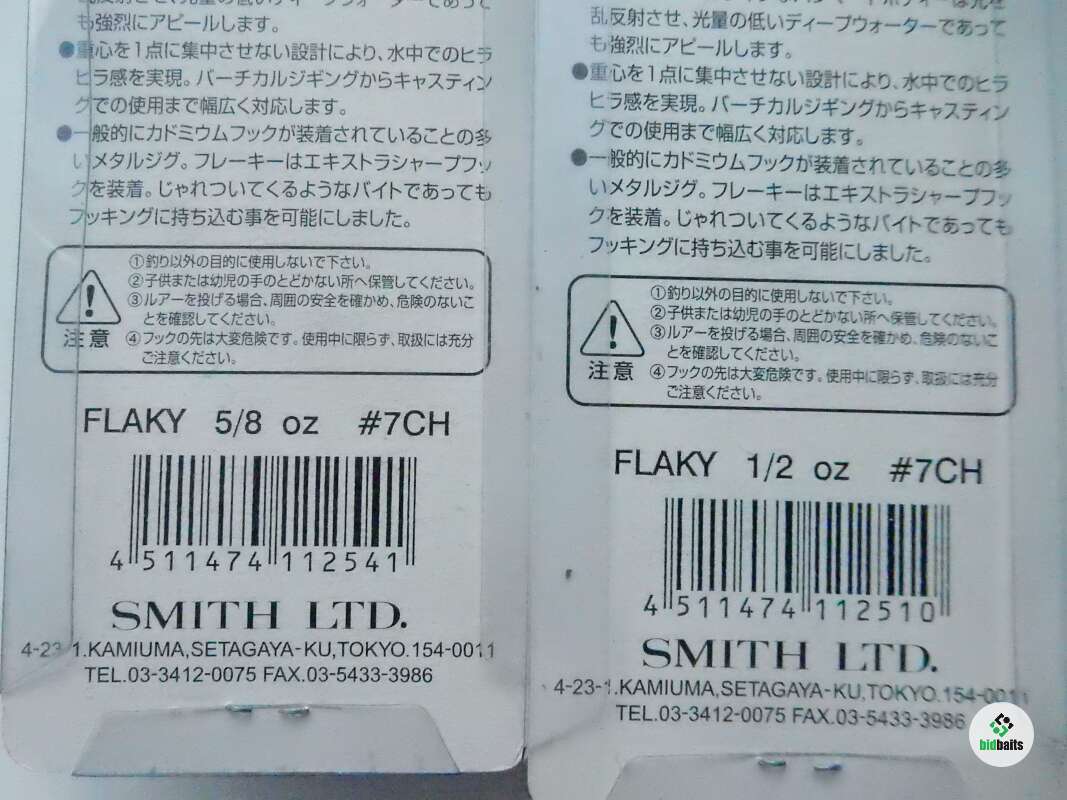 乱反射させ、光量の低いディープウォーターであって
も強烈にアピールします。
●重心を1点に集中させない設計により、水中でのヒラ
ヒラ感を実現。バーチカルジギングからキャスティン
グでの使用まで幅広く対応します。
●一般的にカドミウムフックが装着されていることの多
いメタルジグ。フレーキーはエキストラシャープフッ
クを装着。じゃれついてくるようなバイトであっても
フッキングに持ち込む事を可能にしました。
注意
①釣り以外の目的に使用しないで下さい。
②子供または幼児の手のとどかない所へ保管してください。
③ルアーを投げる場合、周囲の安全を確かめ、危険のないこ
とを確認してください。
④フックの先は大変危険です。使用中に限らず、取扱には充分
ご注意ください。
FLAKY 5/8 oz #7CH
4 511474 112541
SMITH LTD.
4-23-1.KAMIUMA,SETAGAYA-KU,TOKYO.154-0011
TEL.03-3412-0075 FAX.03-5433-3986
乱反射させ、光量の低いディープウォーターであって
も強烈にアピールします。
●重心を1点に集中させない設計により、水中でのヒラ
ヒラ感を実現。バーチカルジギングからキャスティン
グでの使用まで幅広く対応します。
●一般的にカドミウムフックが装着されていることの多
いメタルジグ。フレーキーはエキストラシャープフッ
クを装着。じゃれついてくるようなバイトであっても
フッキングに持ち込む事を可能にしました。
注意
①釣り以外の目的に使用しないで下さい。
②子供または幼児の手のとどかない所へ保管してください。
③ルアーを投げる場合、周囲の安全を確かめ、危険のないこ
とを確認してください。
④フックの先は大変危険です。使用中に限らず、取扱には充分
ご注意ください。
FLAKY 1/2 oz #7CH
4 511474 112510
SMITH LTD.
4-23-1.KAMIUMA,SETAGAYA-KU,TOKYO.154-0011
TEL.03-3412-0075 FAX.03-5433-3986
bidbaits